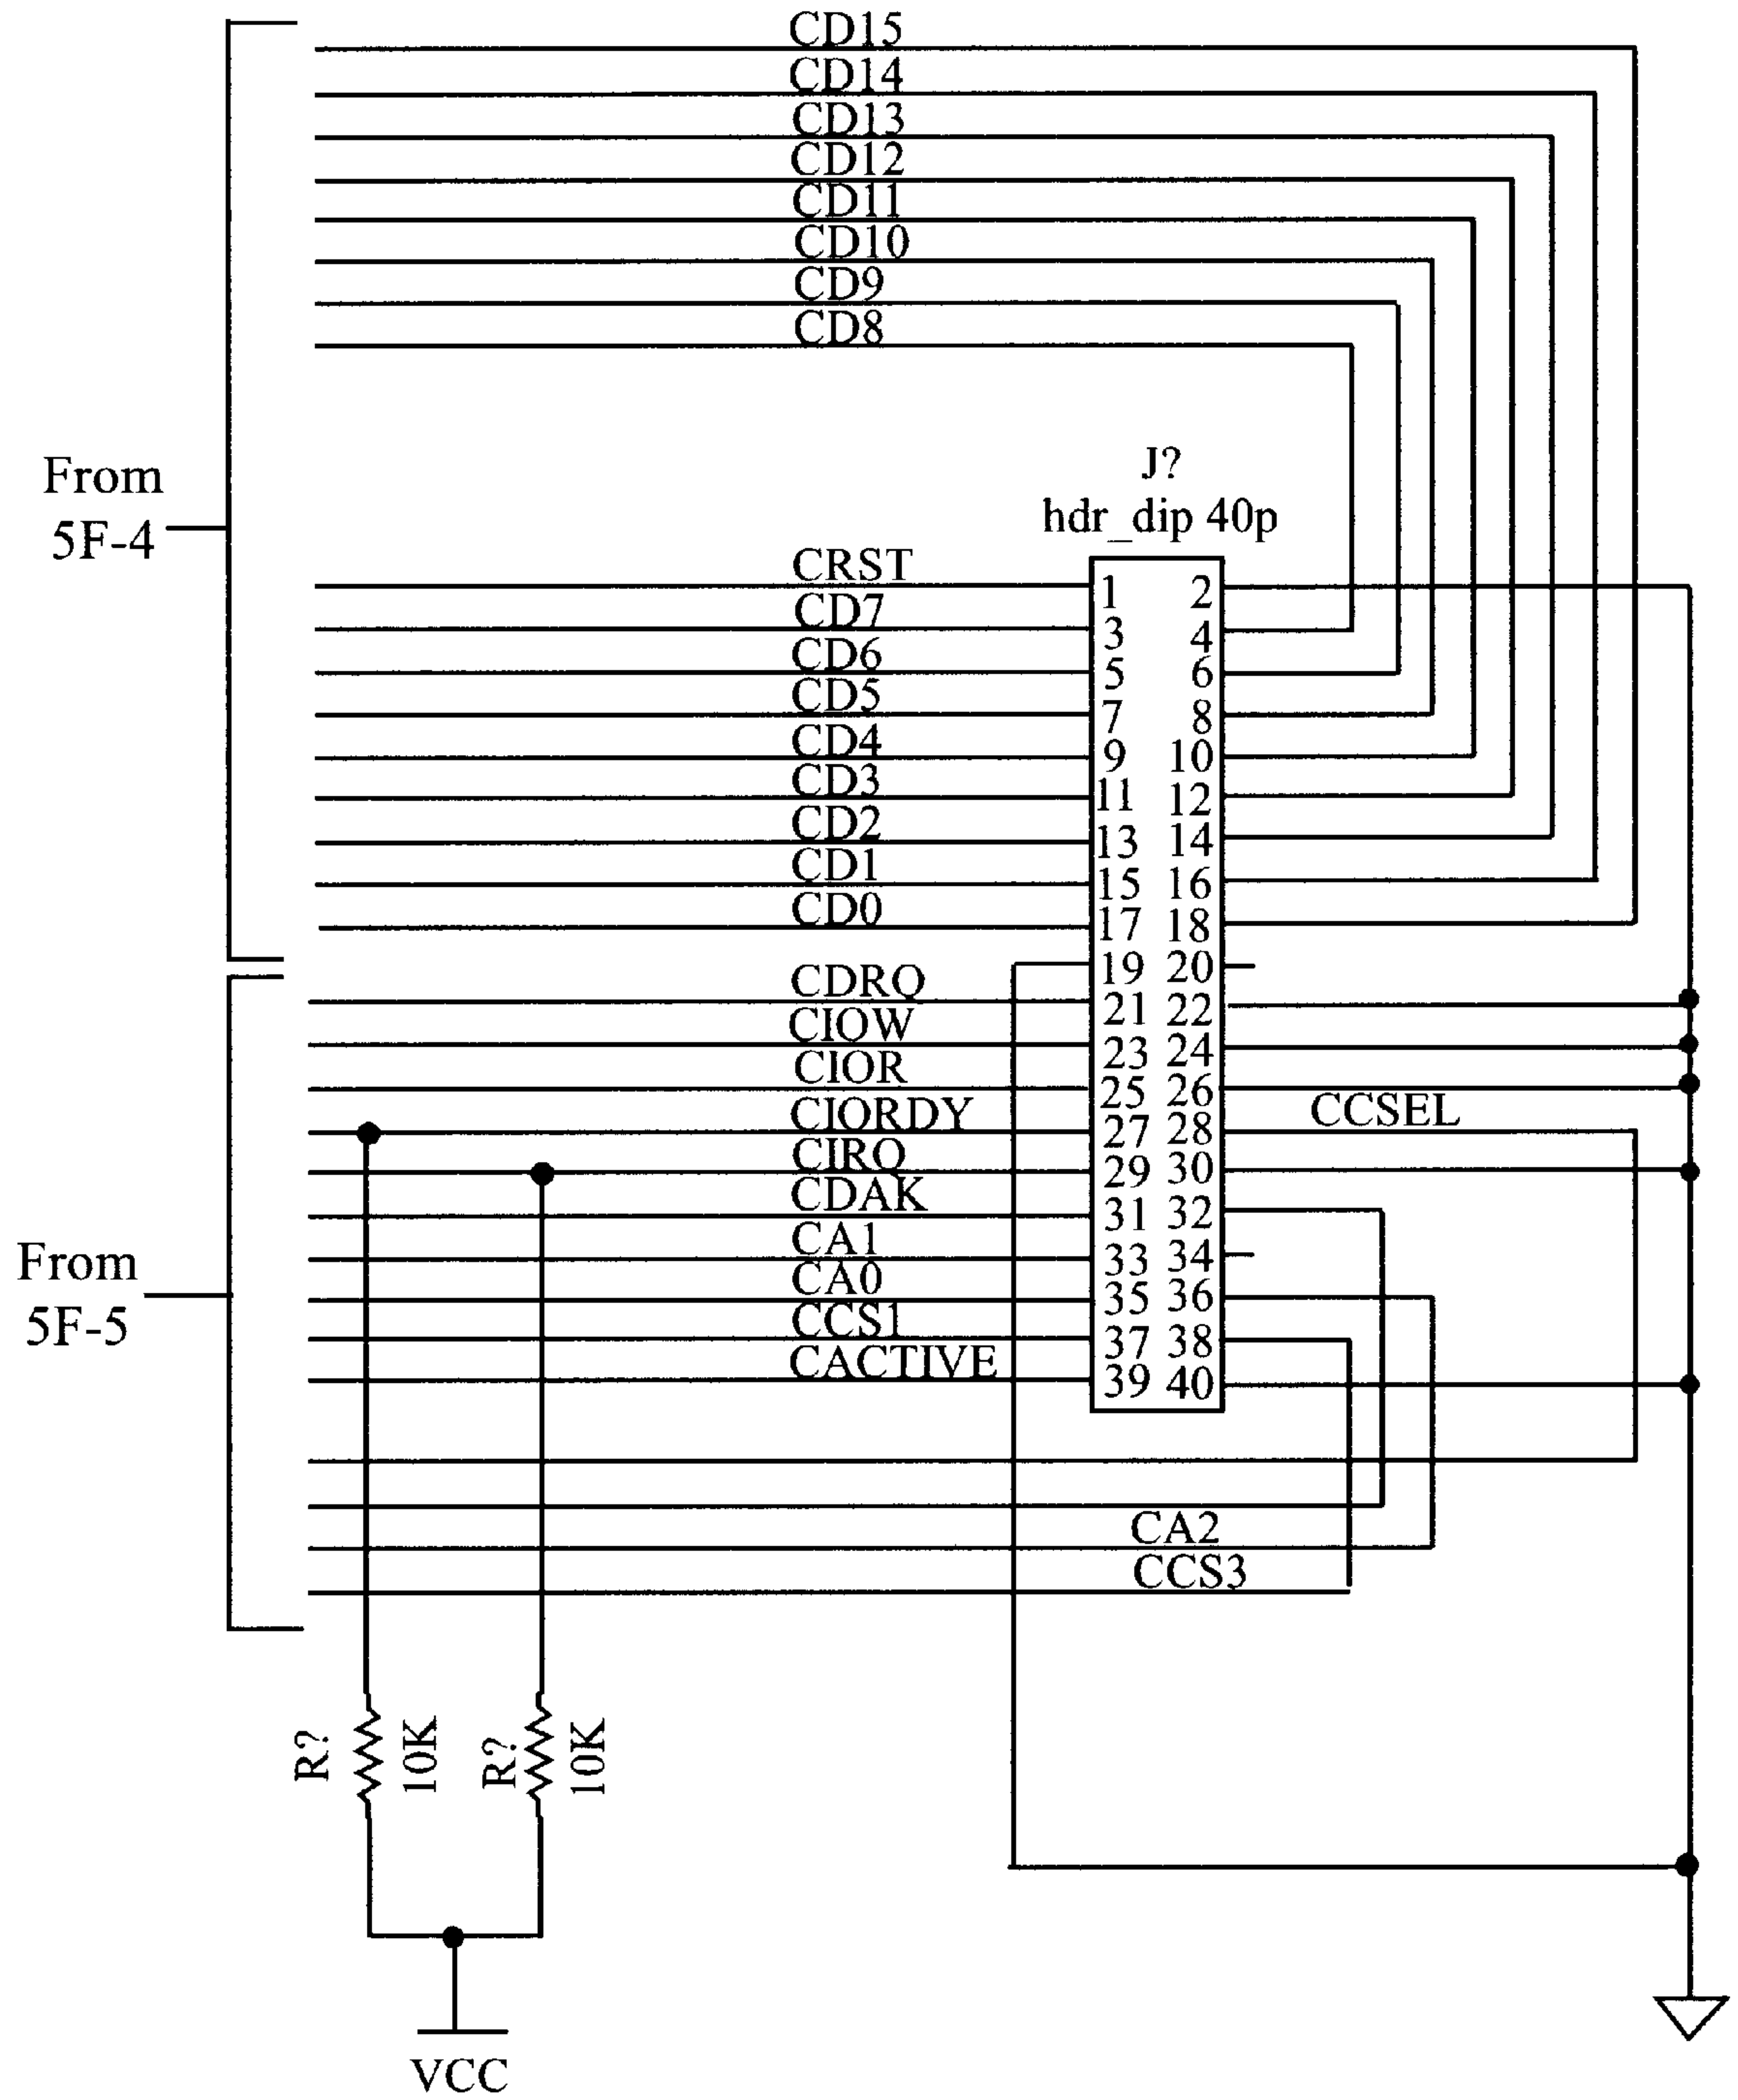 CD15
CD14
CD13
CD12
CD11
CD10
CD9
CD8
From
5F-4
J?
hdr_dip 40p
CRST 1 2
CD7 3 4
CD6 5 6
CD5 7 8
CD4 9 10
CD3 11 12
CD2 13 14
CD1 15 16
CD0 17 18
19 20
CDRQ 21 22
CIOW 23 24
CIOR 25 26
CIORDY 27 28 CCSEL
CIRQ 29 30
CDAK 31 32
CA1 33 34
CA0 35 36
CCS1 37 38
CACTIVE 39 40
From
5F-5
CA2
CCS3
R? 10K R? 10K
VCC